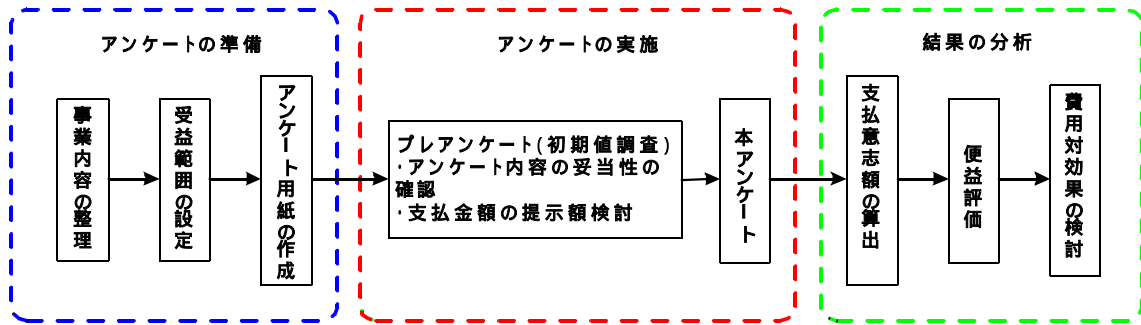 アンケートの準備
事業内容の整理
受益範囲の設定
アンケート用紙の作成
アンケートの実施
プレアンケート(初期値調査)
・アンケート内容の妥当性の
確認
・支払金額の提示額検討
本アンケート
結果の分析
支払意志額の算出
便益評価
費用対効果の検討